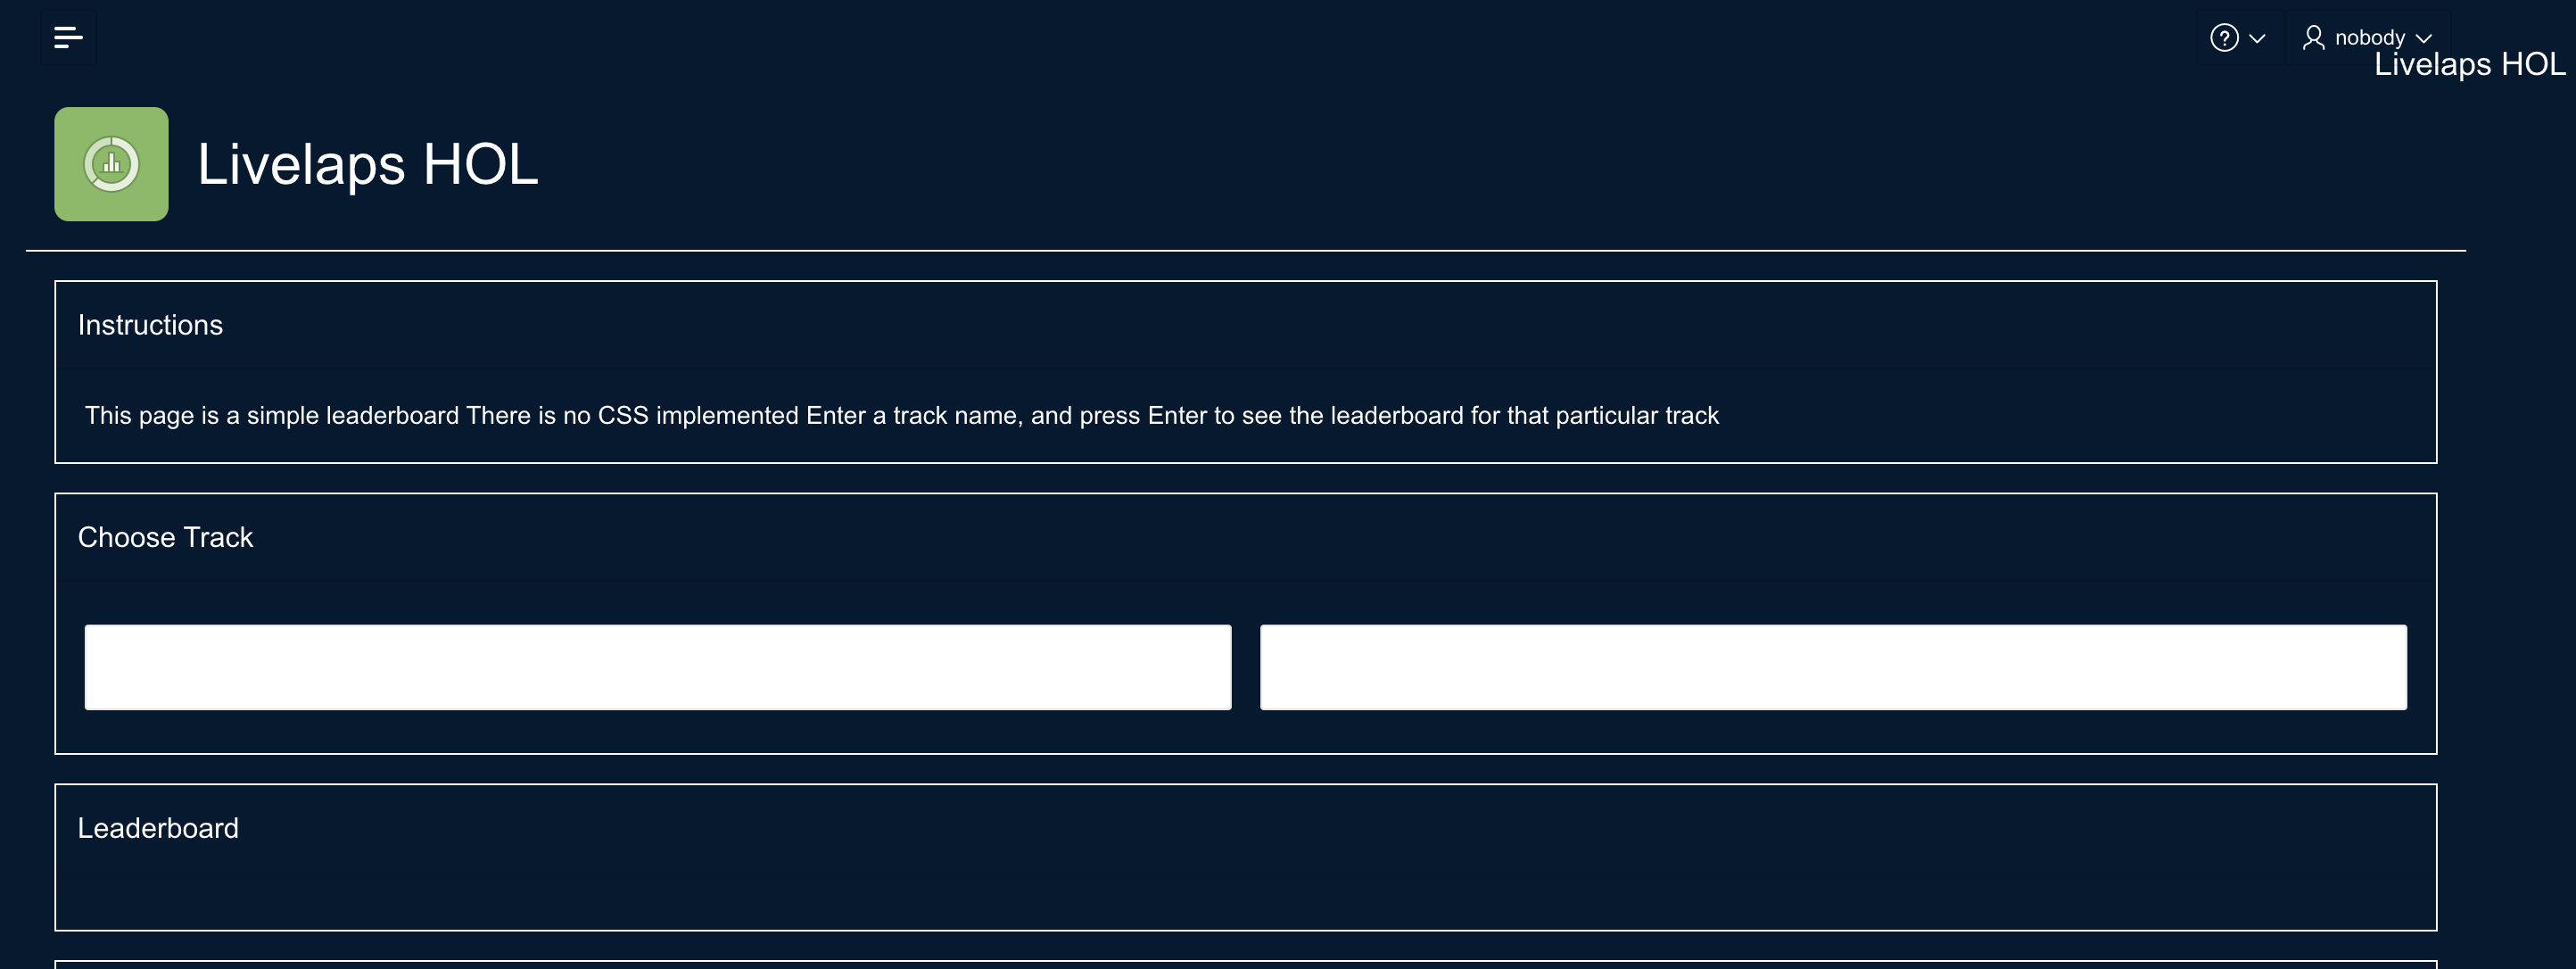 nobody
Livelaps HOL
Livelaps HOL
Instructions
This page is a simple leaderboard There is no CSS implemented Enter a track name, and press Enter to see the leaderboard for that particular track
Choose Track
Leaderboard